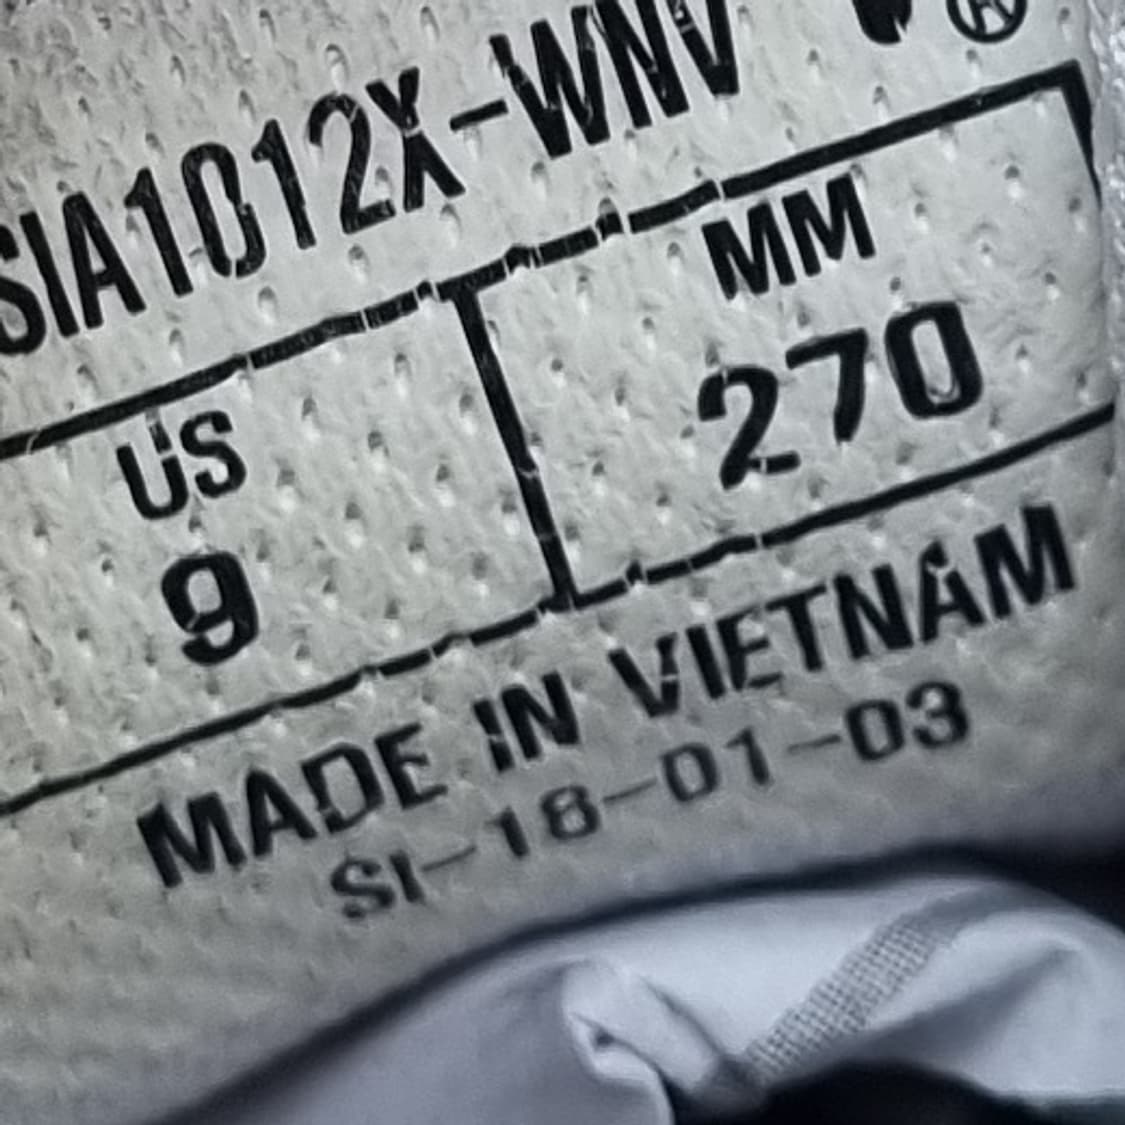 ®
SIA1012X-WNV
US MM
9 270
MADE IN VIETNAM
SI-18-01-03